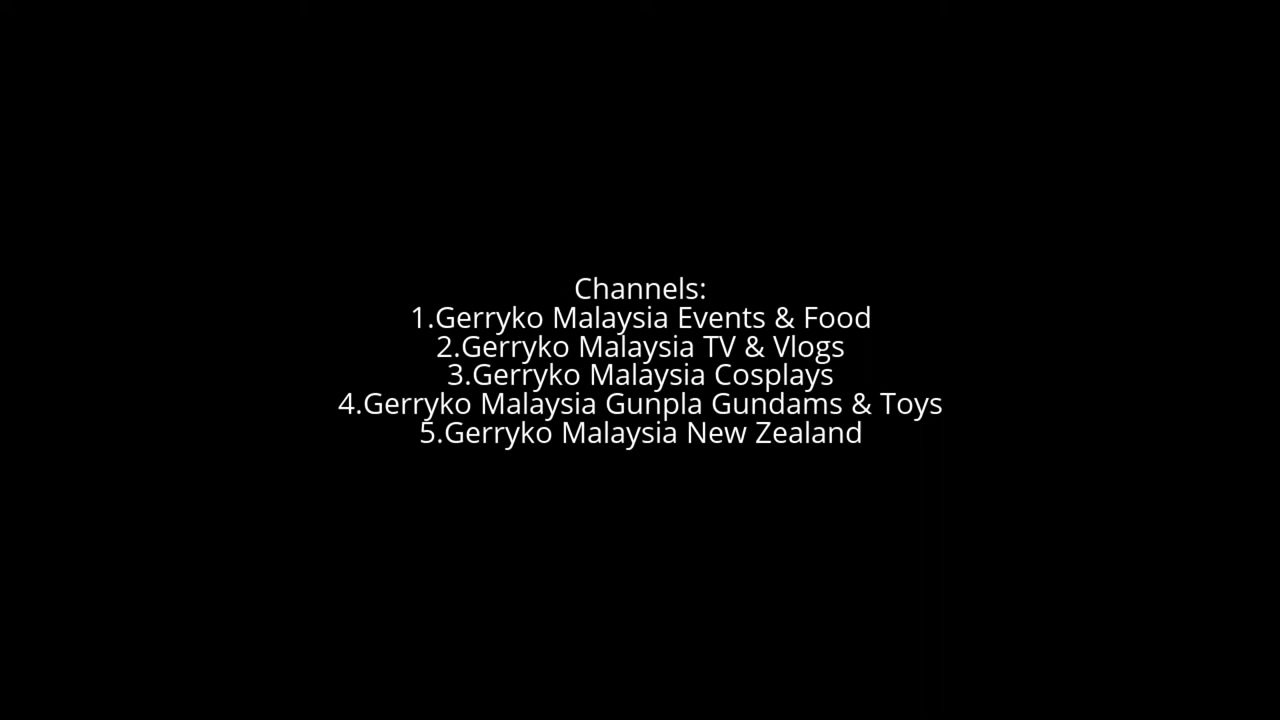 Channels:
1.Gerryko Malaysia Events & Food
2.Gerryko Malaysia TV & Vlogs
3.Gerryko Malaysia Cosplays
4.Gerryko Malaysia Gunpla Gundams & Toys
5.Gerryko Malaysia New Zealand